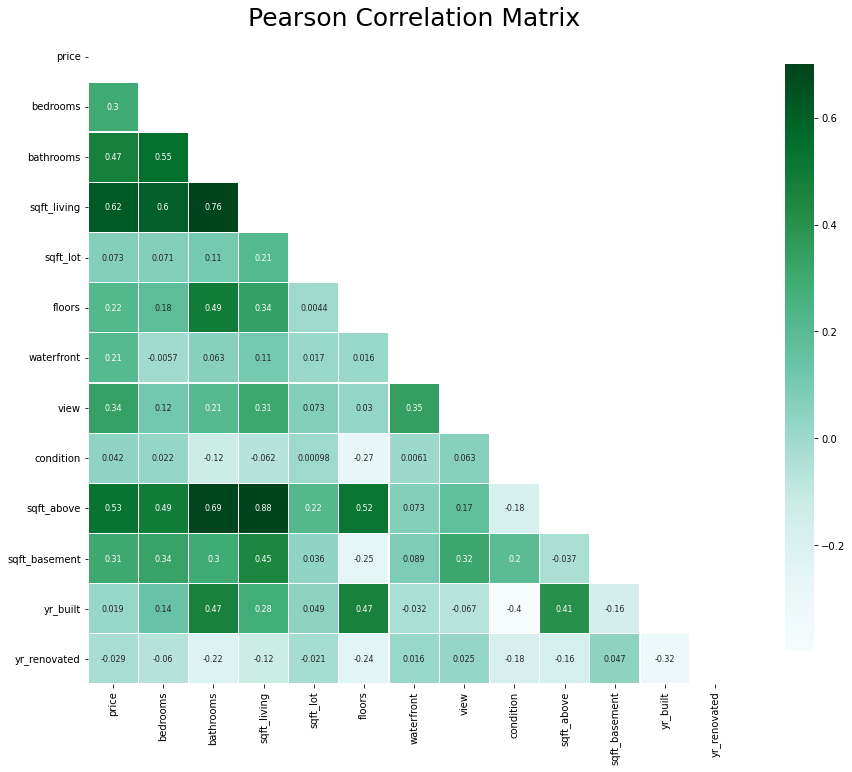 Pearson Correlation Matrix
price
bedrooms 0.3
bathrooms 0.47 0.55
sqft_living 0.62 0.6 0.76
sqft_lot 0.073 0.071 0.11 0.21
floors 0.22 0.18 0.49 0.34 0.0044
waterfront 0.21 -0.0057 0.063 0.11 0.017 0.016
view 0.34 0.12 0.21 0.31 0.073 0.03 0.35
condition 0.042 0.022 -0.12 -0.062 0.00098 -0.27 0.0061 0.063
sqft_above 0.53 0.49 0.69 0.88 0.22 0.52 0.073 0.17 -0.18
sqft_basement 0.31 0.34 0.3 0.45 0.036 -0.25 0.089 0.32 0.2 -0.037
yr_built 0.019 0.14 0.47 0.28 0.049 0.47 -0.032 -0.067 -0.4 0.41 -0.16
yr_renovated -0.029 -0.06 -0.22 -0.12 -0.021 -0.24 0.016 0.025 -0.18 -0.16 0.047 -0.32
price bedrooms bathrooms sqft_living sqft_lot floors waterfront view condition sqft_above sqft_basement yr_built yr_renovated
0.6
0.4
0.2
0.0
−0.2